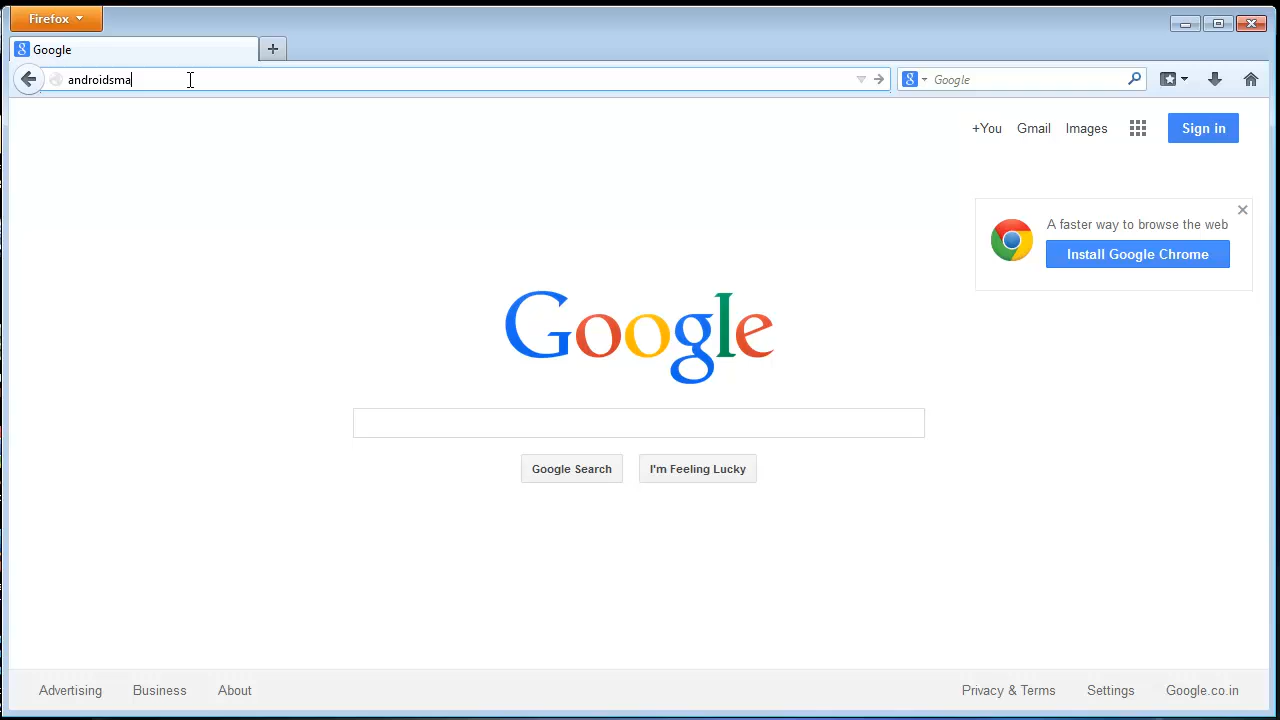 Firefox
Google
androidsma
Google
+You Gmail Images Sign in
A faster way to browse the web
Install Google Chrome
Google
Google Search I'm Feeling Lucky
Advertising Business About Privacy & Terms Settings Google.co.in